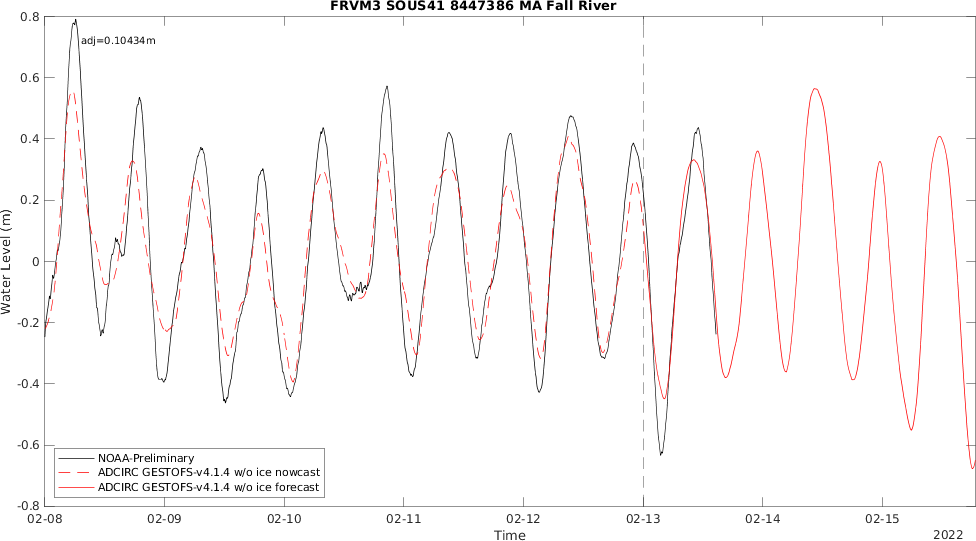 FRVM3 SOUS41 8447386 MA Fall River
adj=0.10434m
0.8
0.6
0.4
0.2
0
-0.2
-0.4
-0.6
-0.8
Water Level (m)
NOAA-Preliminary
ADCIRC GESTOFS-v4.1.4 w/o ice nowcast
ADCIRC GESTOFS-v4.1.4 w/o ice forecast
02-08 02-09 02-10 02-11 02-12 02-13 02-14 02-15
Time
2022